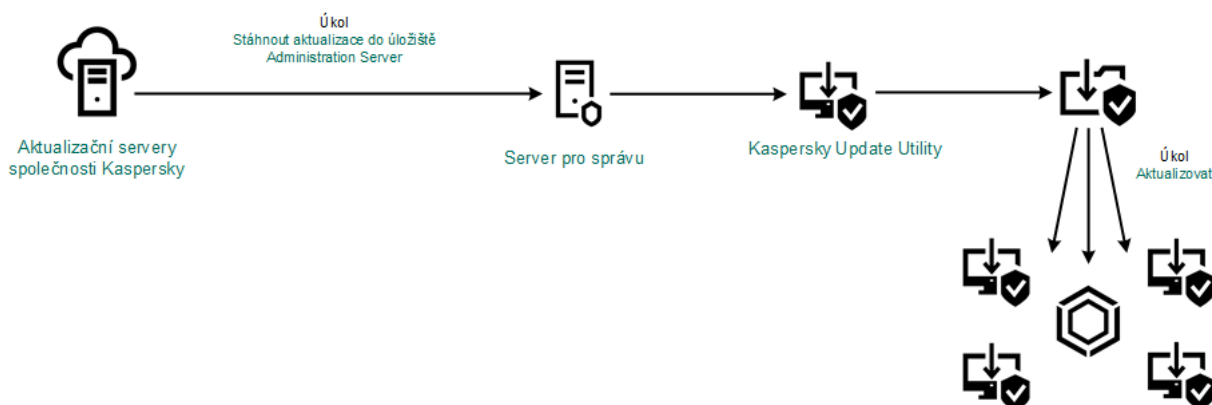 Úkol
Stáhnout aktualizace do úložiště
Administration Server
Aktualizační servery
společnosti Kaspersky
Server pro správu
Kaspersky Update Utility
Úkol
Aktualizovat